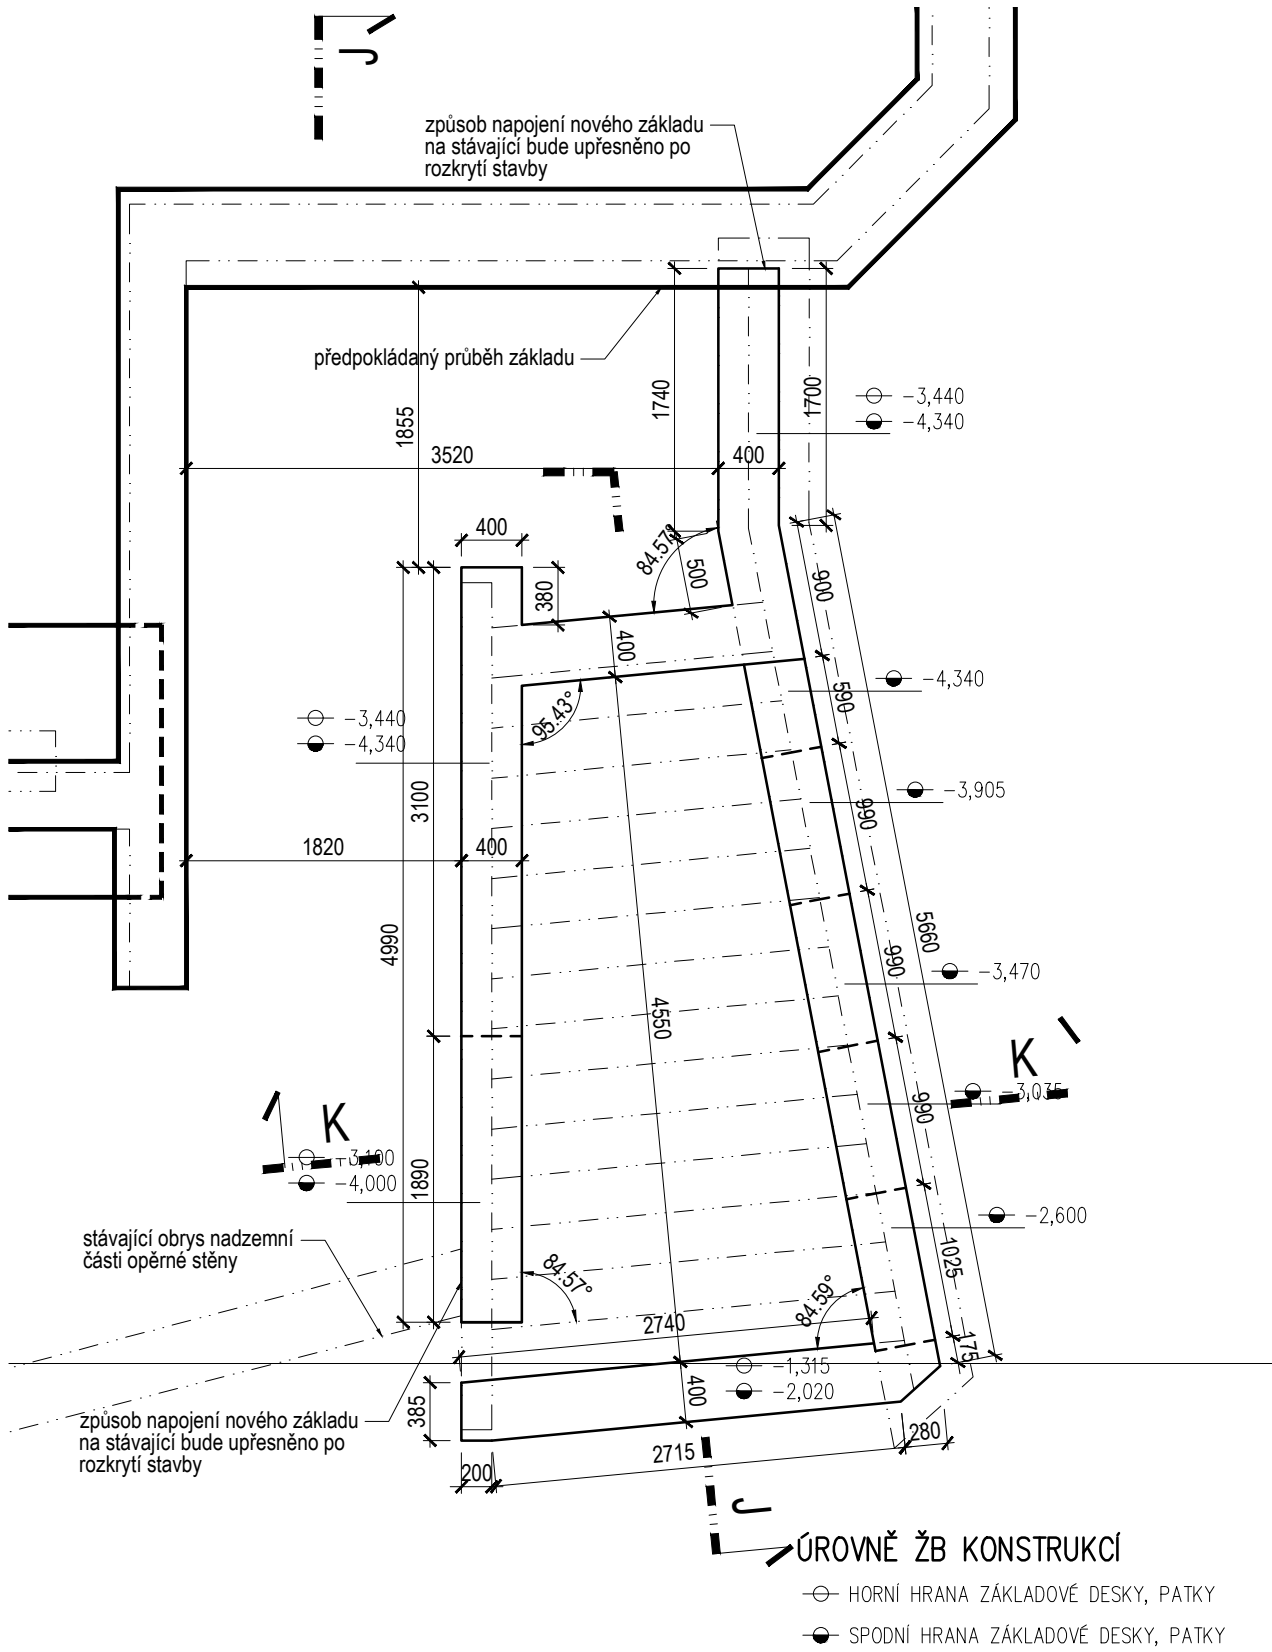 J
způsob napojení nového základu
na stávající bude upřesněno po
rozkrytí stavby
předpokládaný průběh základu
1740
1700
-3,440
-4,340
1855
3520
400
400
84.57°
500
380
900
400
-4,340
590
95.43°
-3,440
-4,340
3100
-3,905
990
1820
400
4990
5660
990
-3,470
4550
K
-3,035
990
K
-3,100
-4,000
1890
-2,600
stávající obrys nadzemní
části opěrné stěny
1025
84.57°
84.59°
2740
175
-1,315
-2,020
400
385
způsob napojení nového základu
na stávající bude upřesněno po
rozkrytí stavby
280
2715
200
J
ÚROVNĚ ŽB KONSTRUKCÍ
HORNÍ HRANA ZÁKLADOVÉ DESKY, PATKY
SPODNÍ HRANA ZÁKLADOVÉ DESKY, PATKY